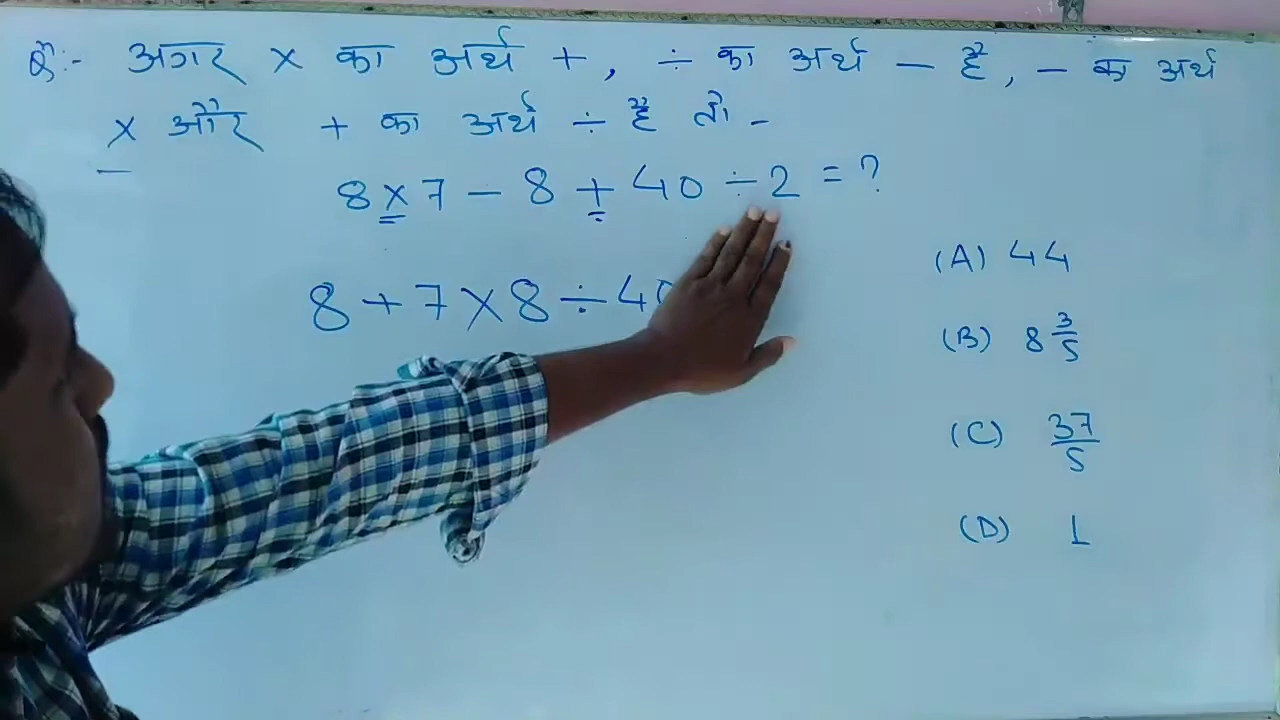 प्रः- अगर × का अर्थ +, ÷ का अर्थ - है, - का अर्थ
× और + का अर्थ ÷ है तो -
8 × 7 - 8 + 40 ÷ 2 = ?
8 + 7 × 8 ÷ 40
(A) 44
(B) 8 3/5
(C) 37/5
(D) 1